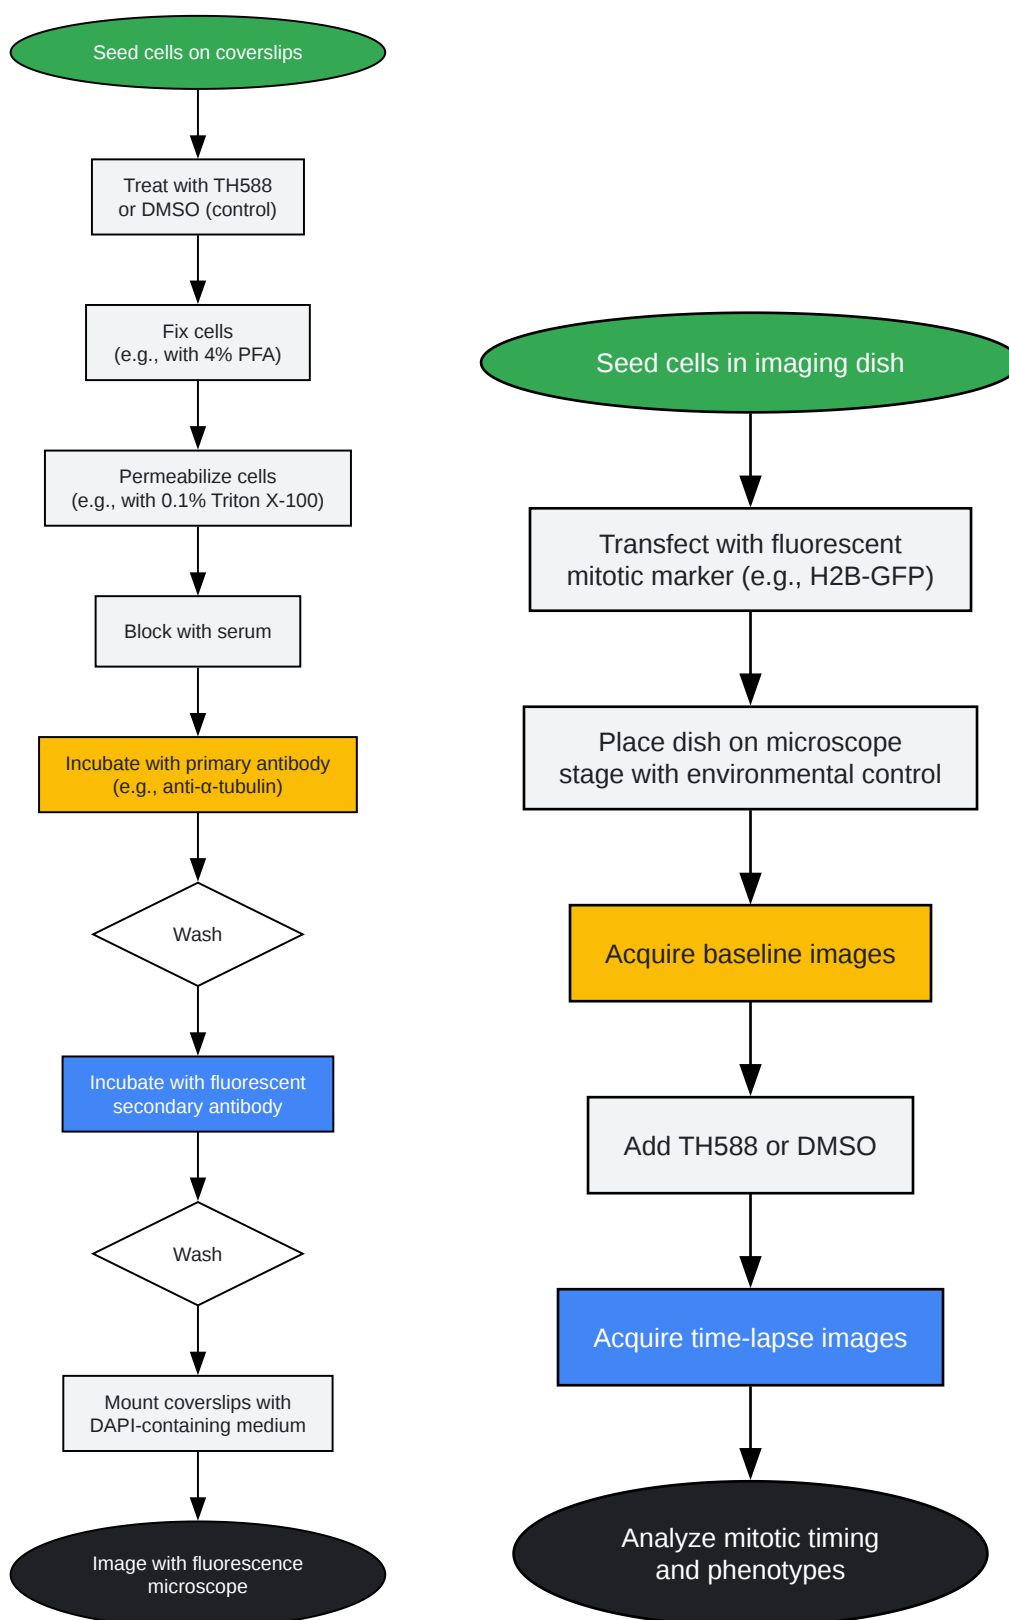 Seed cells on coverslips
Treat with TH588
or DMSO (control)
Fix cells
(e.g., with 4% PFA)
Permeabilize cells
(e.g., with 0.1% Triton X-100)
Block with serum
Incubate with primary antibody
(e.g., anti-α-tubulin)
Wash
Incubate with fluorescent
secondary antibody
Wash
Mount coverslips with
DAPI-containing medium
Image with fluorescence
microscope
Seed cells in imaging dish
Transfect with fluorescent
mitotic marker (e.g., H2B-GFP)
Place dish on microscope
stage with environmental control
Acquire baseline images
Add TH588 or DMSO
Acquire time-lapse images
Analyze mitotic timing
and phenotypes